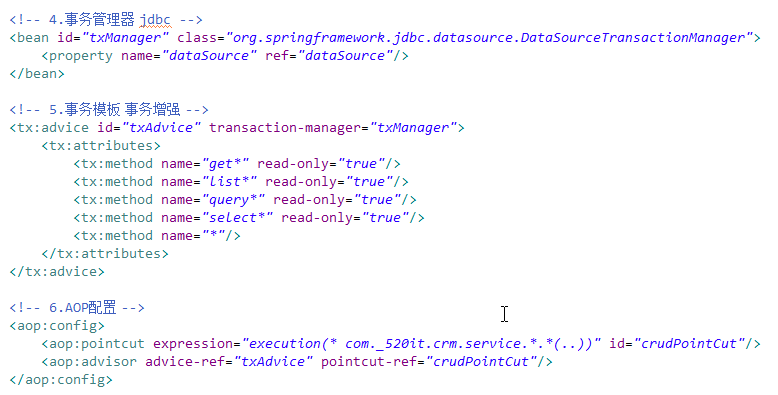 <!-- 4.事务管理器 jdbc -->
<bean id="txManager" class="org.springframework.jdbc.datasource.DataSourceTransactionManager">
    <property name="dataSource" ref="dataSource"/>
</bean>
<!-- 5.事务模板 事务增强 -->
<tx:advice id="txAdvice" transaction-manager="txManager">
    <tx:attributes>
        <tx:method name="get*" read-only="true"/>
        <tx:method name="list*" read-only="true"/>
        <tx:method name="query*" read-only="true"/>
        <tx:method name="select*" read-only="true"/>
        <tx:method name="*"/>
    </tx:attributes>
</tx:advice>
<!-- 6.AOP配置 -->
<aop:config>
    <aop:pointcut expression="execution(* com._520it.crm.service.*.*(..))" id="crudPointCut"/>
    <aop:advisor advice-ref="txAdvice" pointcut-ref="crudPointCut"/>
</aop:config>